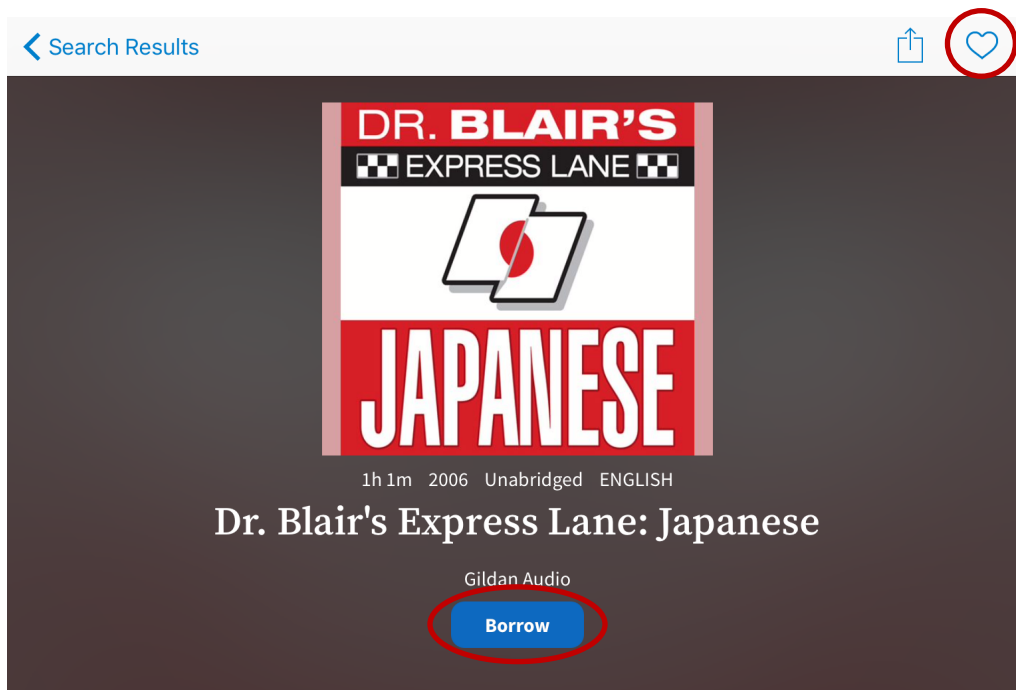 Search Results
DR. BLAIR'S
EXPRESS LANE
JAPANESE
1h 1m 2006 Unabridged ENGLISH
Dr. Blair's Express Lane: Japanese
Gildan Audio
Borrow